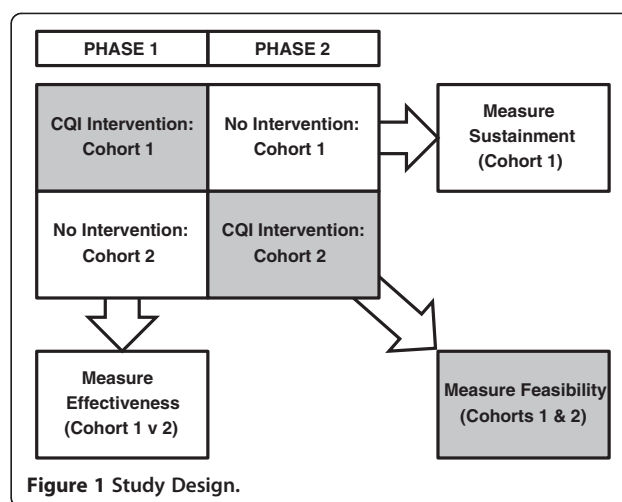 PHASE 1 PHASE 2
CQI Intervention:
Cohort 1
No Intervention:
Cohort 1
Measure
Sustainment
(Cohort 1)
No Intervention:
Cohort 2
CQI Intervention:
Cohort 2
Measure
Effectiveness
(Cohort 1 v 2)
Measure Feasibility
(Cohorts 1 & 2)
Figure 1 Study Design.